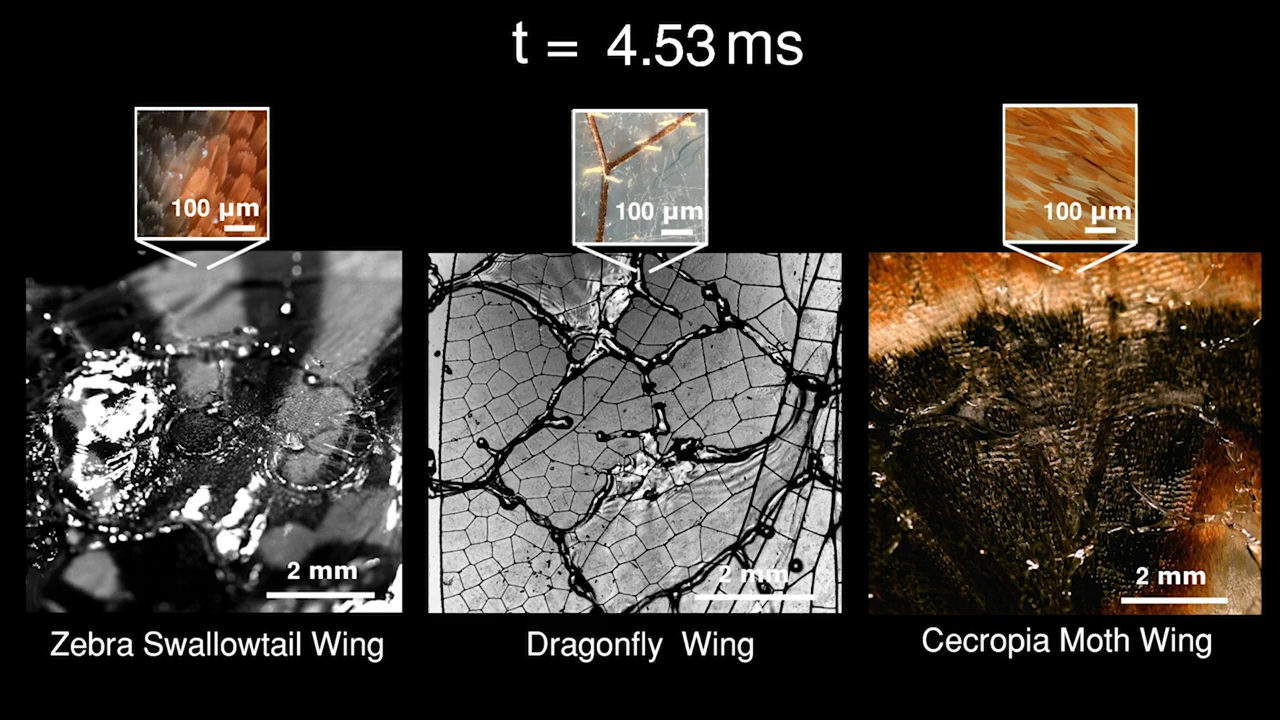 t = 4.53 ms
100 µm
100 µm
100 µm
2 mm
2 mm
2 mm
Zebra Swallowtail Wing
Dragonfly Wing
Cecropia Moth Wing